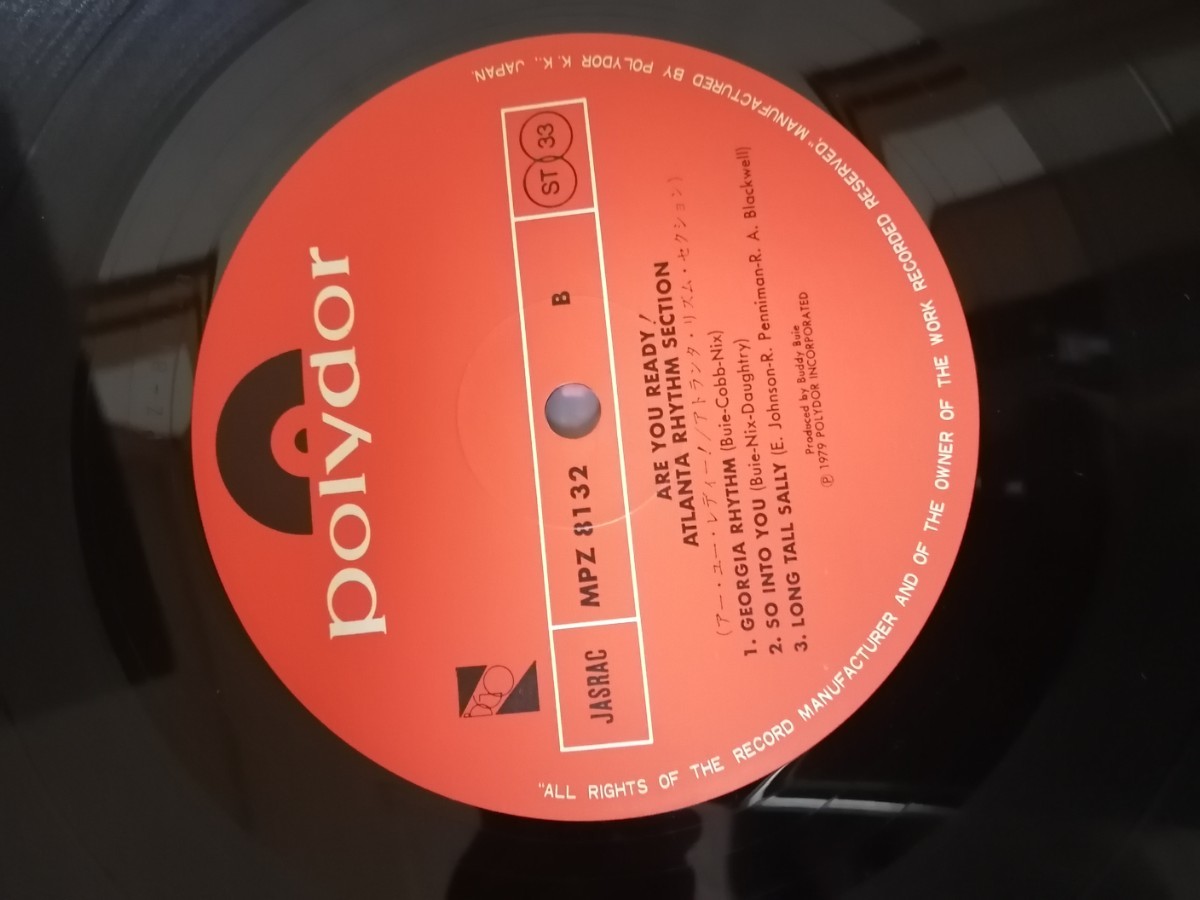 polydor
JASRAC
MPZ 8132
B
ST 33
ARE YOU READY!
ATLANTA RHYTHM SECTION
(アー・ユー・レディー!/アトランタ・リズム・セクション)
1. GEORGIA RHYTHM (Buie-Cobb-Nix)
2. SO INTO YOU (Buie-Nix-Daughtry)
3. LONG TALL SALLY (E. Johnson-R. Penniman-R. A. Blackwell)
Produced by Buddy Buie
℗ 1979 POLYDOR INCORPORATED
"ALL RIGHTS OF THE RECORD MANUFACTURER AND OF THE OWNER OF THE WORK RECORDED RESERVED," MANUFACTURED BY POLYDOR K. K., JAPAN.